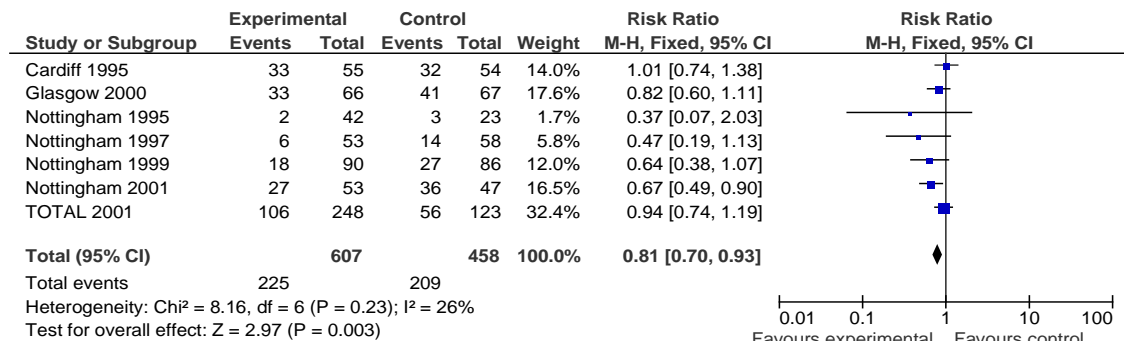 Experimental Control Risk Ratio Risk Ratio
Study or Subgroup Events Total Events Total Weight M-H, Fixed, 95% CI M-H, Fixed, 95% CI
Cardiff 1995 33 55 32 54 14.0% 1.01 [0.74, 1.38]
Glasgow 2000 33 66 41 67 17.6% 0.82 [0.60, 1.11]
Nottingham 1995 2 42 3 23 1.7% 0.37 [0.07, 2.03]
Nottingham 1997 6 53 14 58 5.8% 0.47 [0.19, 1.13]
Nottingham 1999 18 90 27 86 12.0% 0.64 [0.38, 1.07]
Nottingham 2001 27 53 36 47 16.5% 0.67 [0.49, 0.90]
TOTAL 2001 106 248 56 123 32.4% 0.94 [0.74, 1.19]
Total (95% CI) 607 458 100.0% 0.81 [0.70, 0.93]
Total events 225 209
Heterogeneity: Chi² = 8.16, df = 6 (P = 0.23); I² = 26%
Test for overall effect: Z = 2.97 (P = 0.003)
0.01 0.1 1 10 100
Favours experimental Favours control